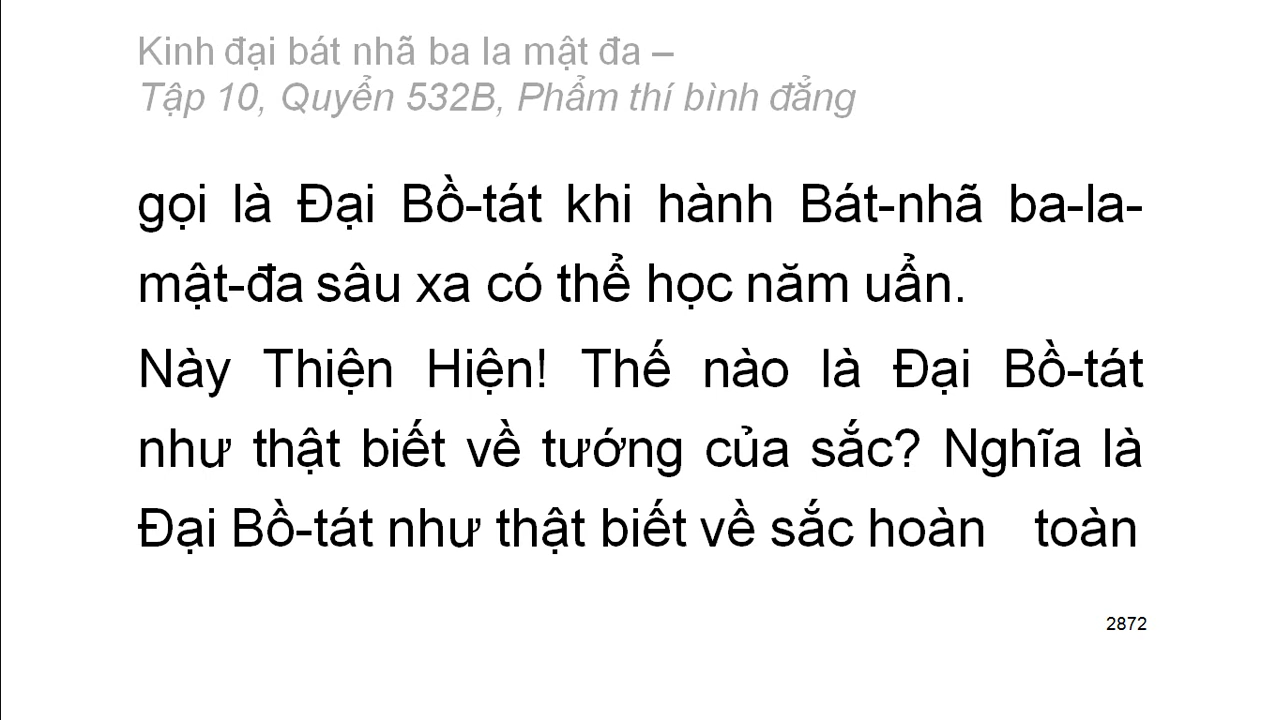 Kinh đại bát nhã ba la mật đa –
Tập 10, Quyển 532B, Phẩm thí bình đẳng
gọi là Đại Bồ-tát khi hành Bát-nhã ba-la-
mật-đa sâu xa có thể học năm uẩn.
Này Thiện Hiện! Thế nào là Đại Bồ-tát
như thật biết về tướng của sắc? Nghĩa là
Đại Bồ-tát như thật biết về sắc hoàn toàn
2872